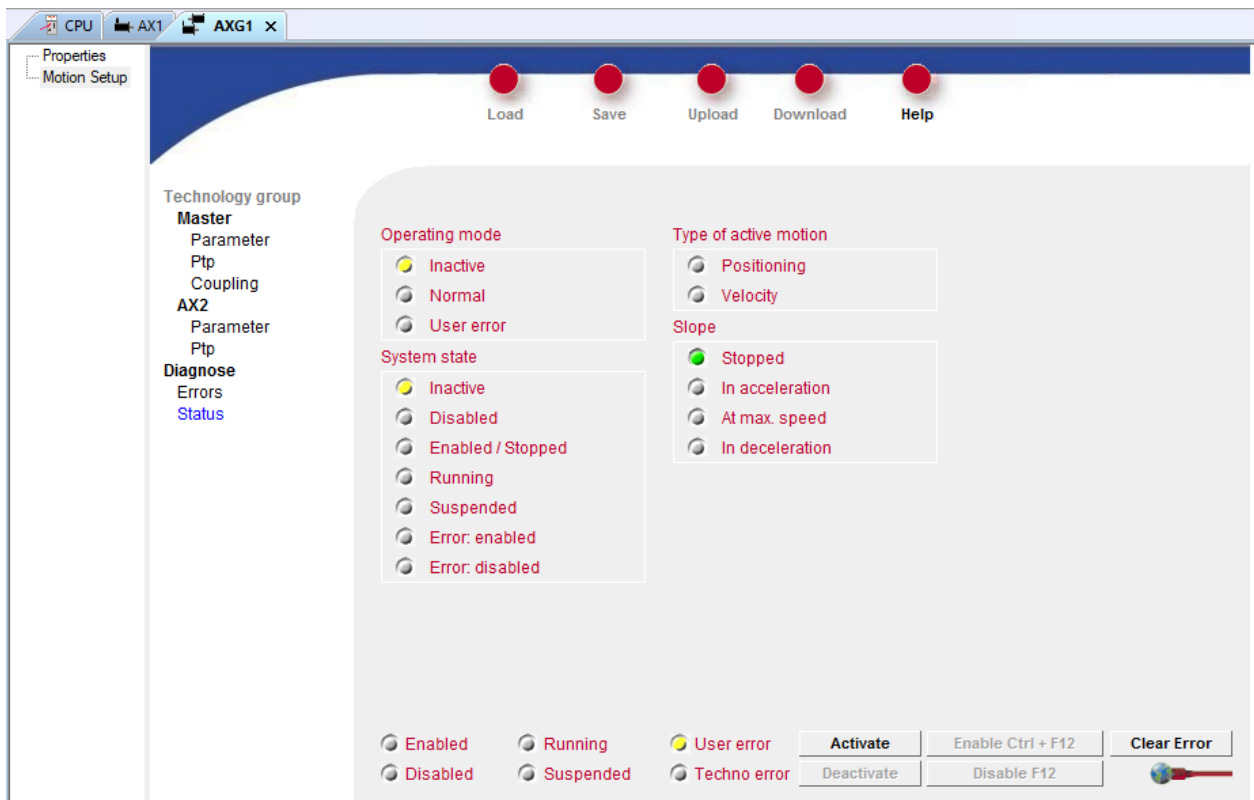 CPU AX1 AXG1
Properties
Motion Setup
Load Save Upload Download Help
Technology group
Master
Parameter
Ptp
Coupling
AX2
Parameter
Ptp
Diagnose
Errors
Status
Operating mode
Inactive
Normal
User error
System state
Inactive
Disabled
Enabled / Stopped
Running
Suspended
Error: enabled
Error: disabled
Type of active motion
Positioning
Velocity
Slope
Stopped
In acceleration
At max. speed
In deceleration
Enabled Running User error Activate Enable Ctrl + F12 Clear Error
Disabled Suspended Techno error Deactivate Disable F12